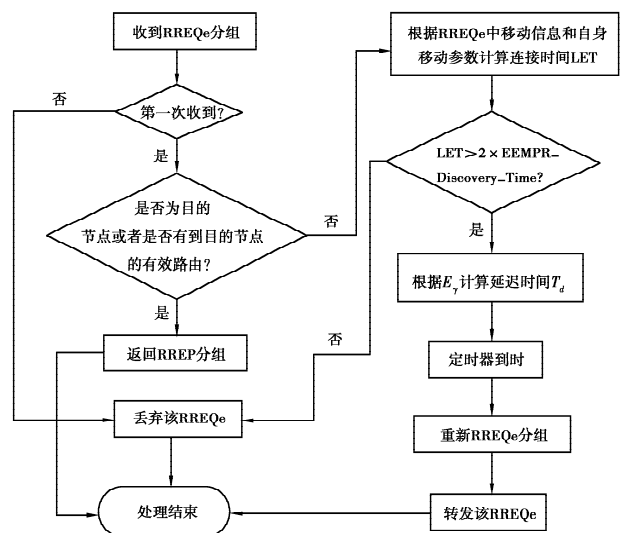 收到RREQe分组
否
第一次收到?
是
是否为目的
节点或者是否有到目的节点
的有效路由?
否
是
返回RREP分组
丢弃该RREQe
处理结束
根据RREQe中移动信息和自身
移动参数计算连接时间LET
LET>2×EEMPR_
Discovery_Time?
否
是
根据Eγ计算延迟时间Td
定时器到时
重新RREQe分组
转发该RREQe